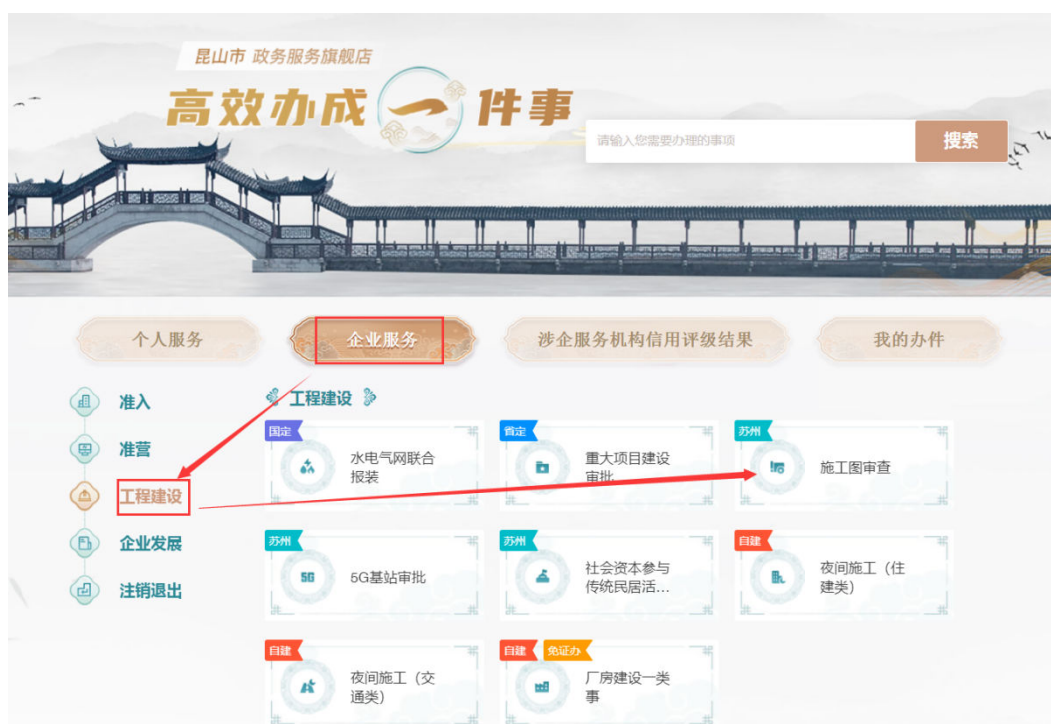 昆山市 政务服务旗舰店
高效办成一件事
请输入您需要办理的事项
搜索
个人服务
企业服务
涉企服务机构信用评级结果
我的办件
准入
准营
工程建设
企业发展
注销退出
工程建设
国定
水电气网联合
报装
省定
重大项目建设
审批
苏州
施工图审查
苏州
5G
5G基站审批
苏州
社会资本参与
传统民居活...
自建
夜间施工（住
建类）
自建
夜间施工（交
通类）
自建
免证办
厂房建设一类
事